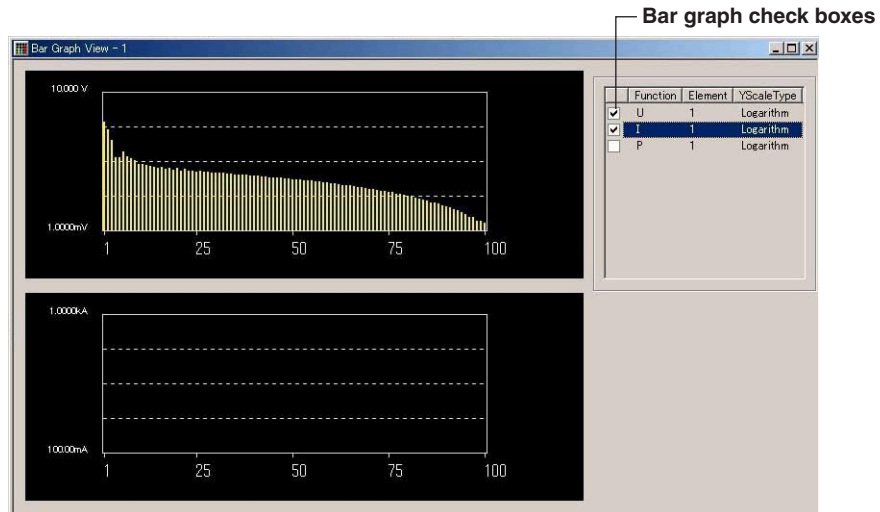 Bar graph check boxes
Bar Graph View - 1
10.000 V
1.0000mV
1 25 50 75 100
Function Element YScaleType
U 1 Logarithm
I 1 Logarithm
P 1 Logarithm
1.0000kA
100.00mA
1 25 50 75 100